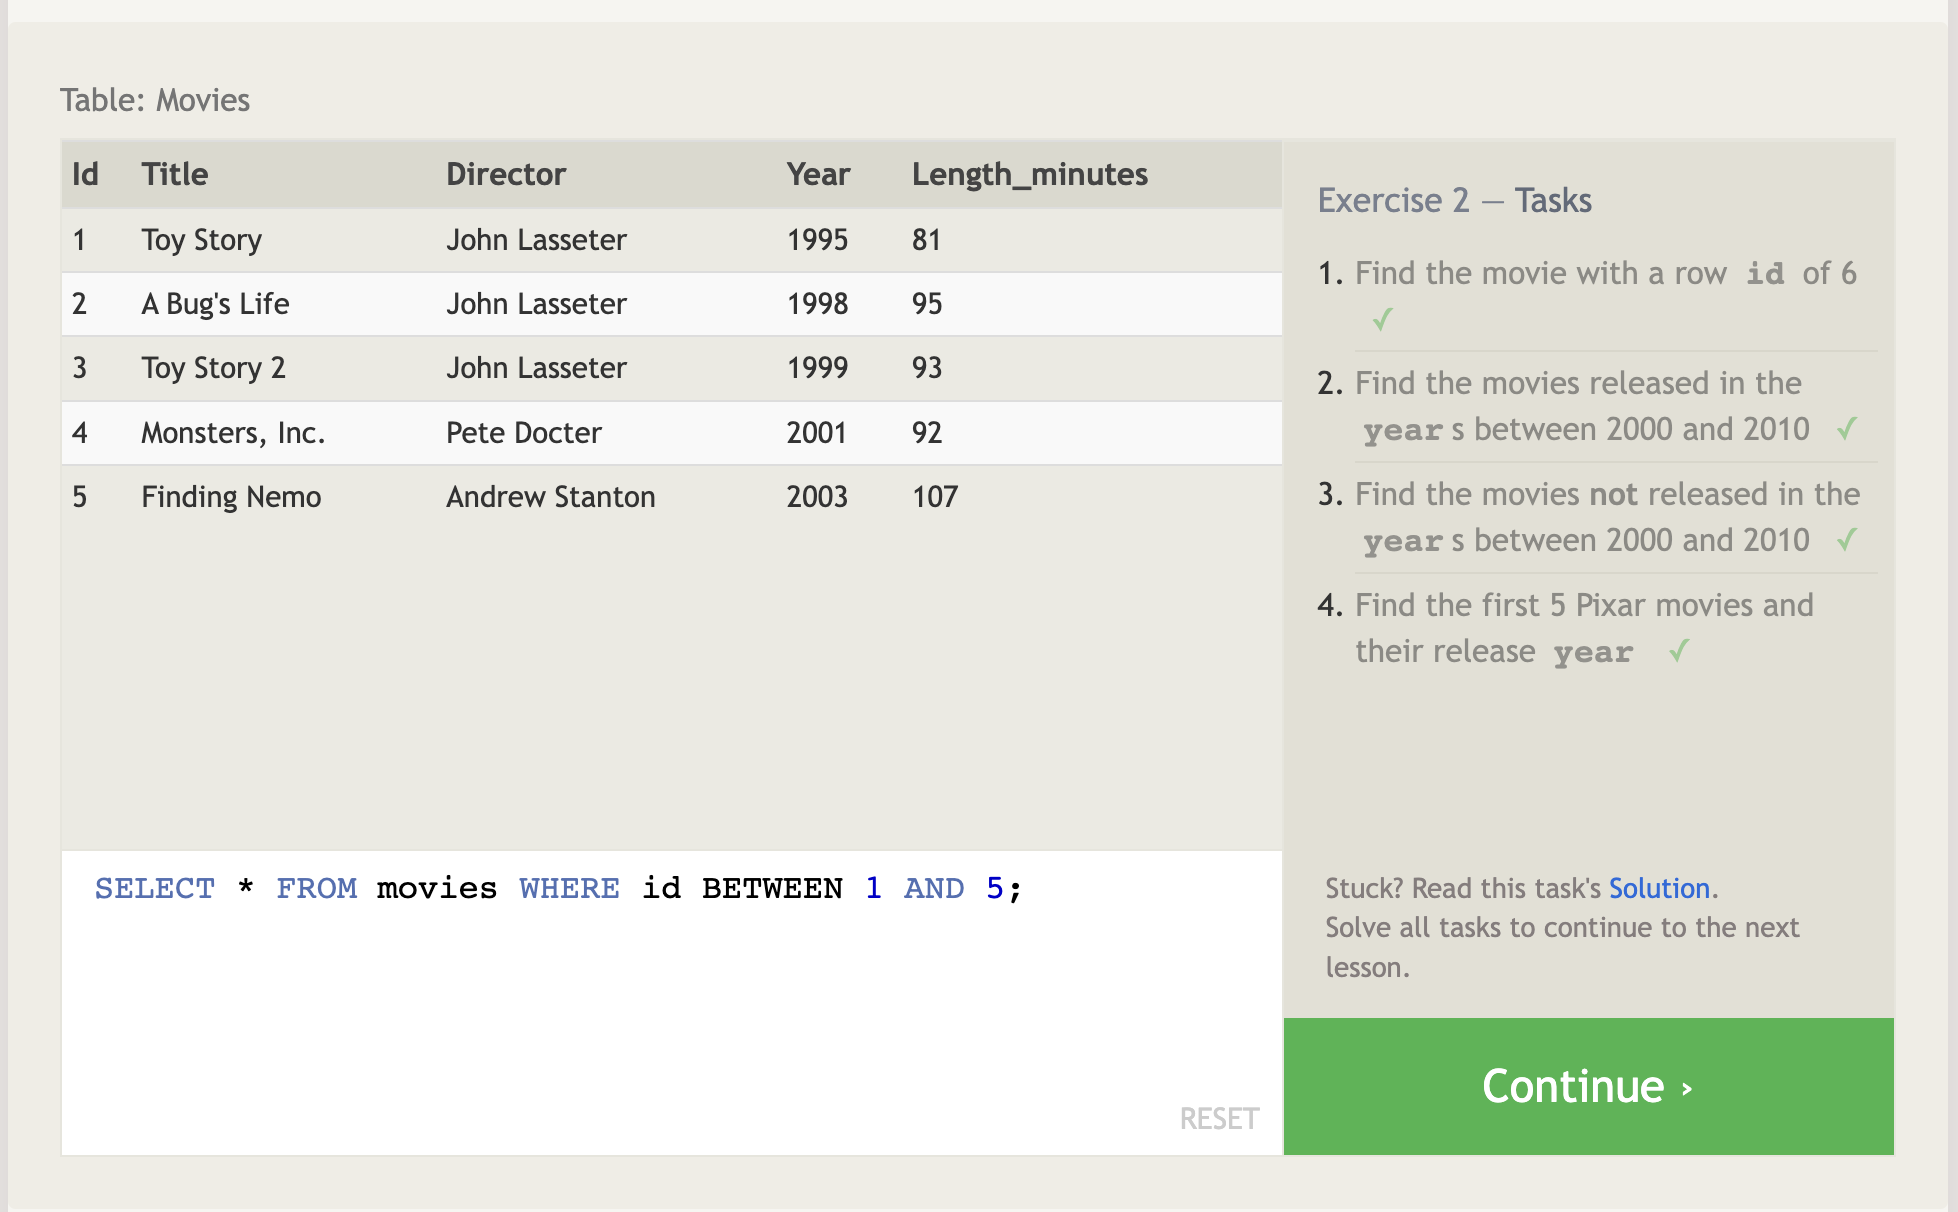 Table: Movies
Id Title Director Year Length_minutes
1 Toy Story John Lasseter 1995 81
2 A Bug's Life John Lasseter 1998 95
3 Toy Story 2 John Lasseter 1999 93
4 Monsters, Inc. Pete Docter 2001 92
5 Finding Nemo Andrew Stanton 2003 107
SELECT * FROM movies WHERE id BETWEEN 1 AND 5;
RESET
Exercise 2 — Tasks
1. Find the movie with a row id of 6
✓
2. Find the movies released in the
years between 2000 and 2010 ✓
3. Find the movies not released in the
years between 2000 and 2010 ✓
4. Find the first 5 Pixar movies and
their release year ✓
Stuck? Read this task's Solution.
Solve all tasks to continue to the next
lesson.
Continue ›